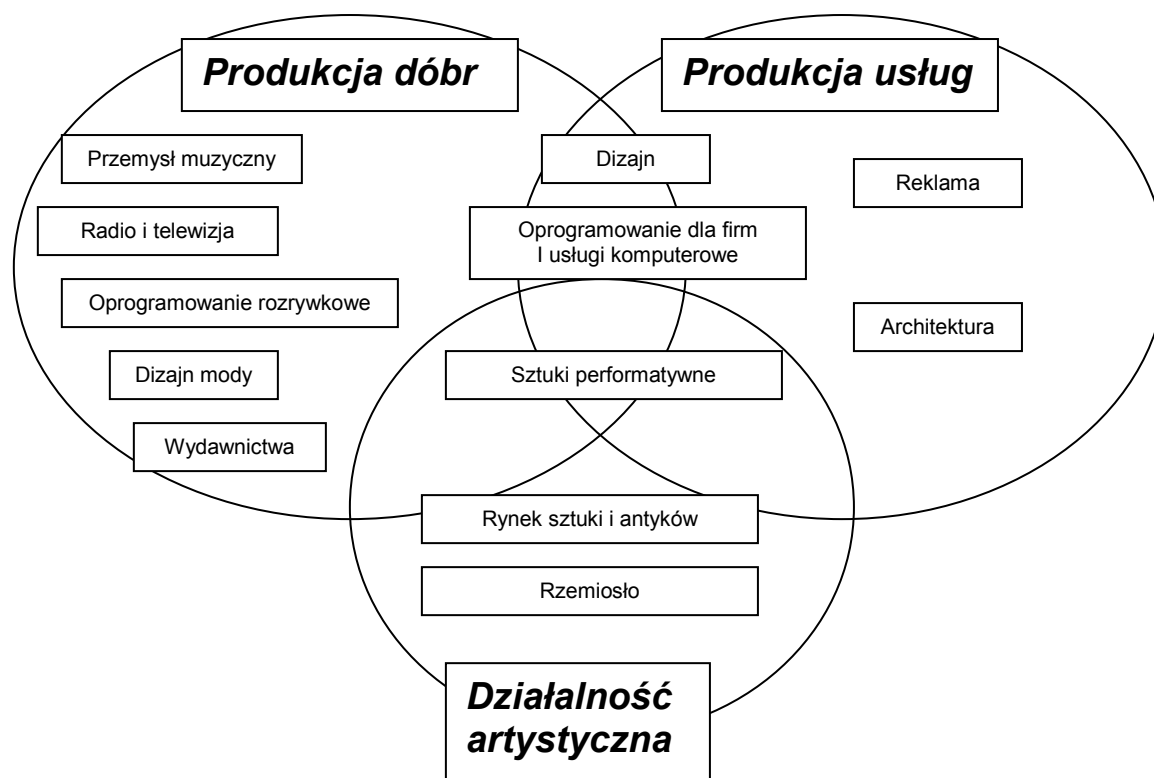 Produkcja dóbr
Produkcja usług
Przemysł muzyczny
Dizajn
Reklama
Radio i telewizja
Oprogramowanie dla firm
I usługi komputerowe
Oprogramowanie rozrywkowe
Architektura
Dizajn mody
Sztuki performatywne
Wydawnictwa
Rynek sztuki i antyków
Rzemiosło
Działalność
artystyczna